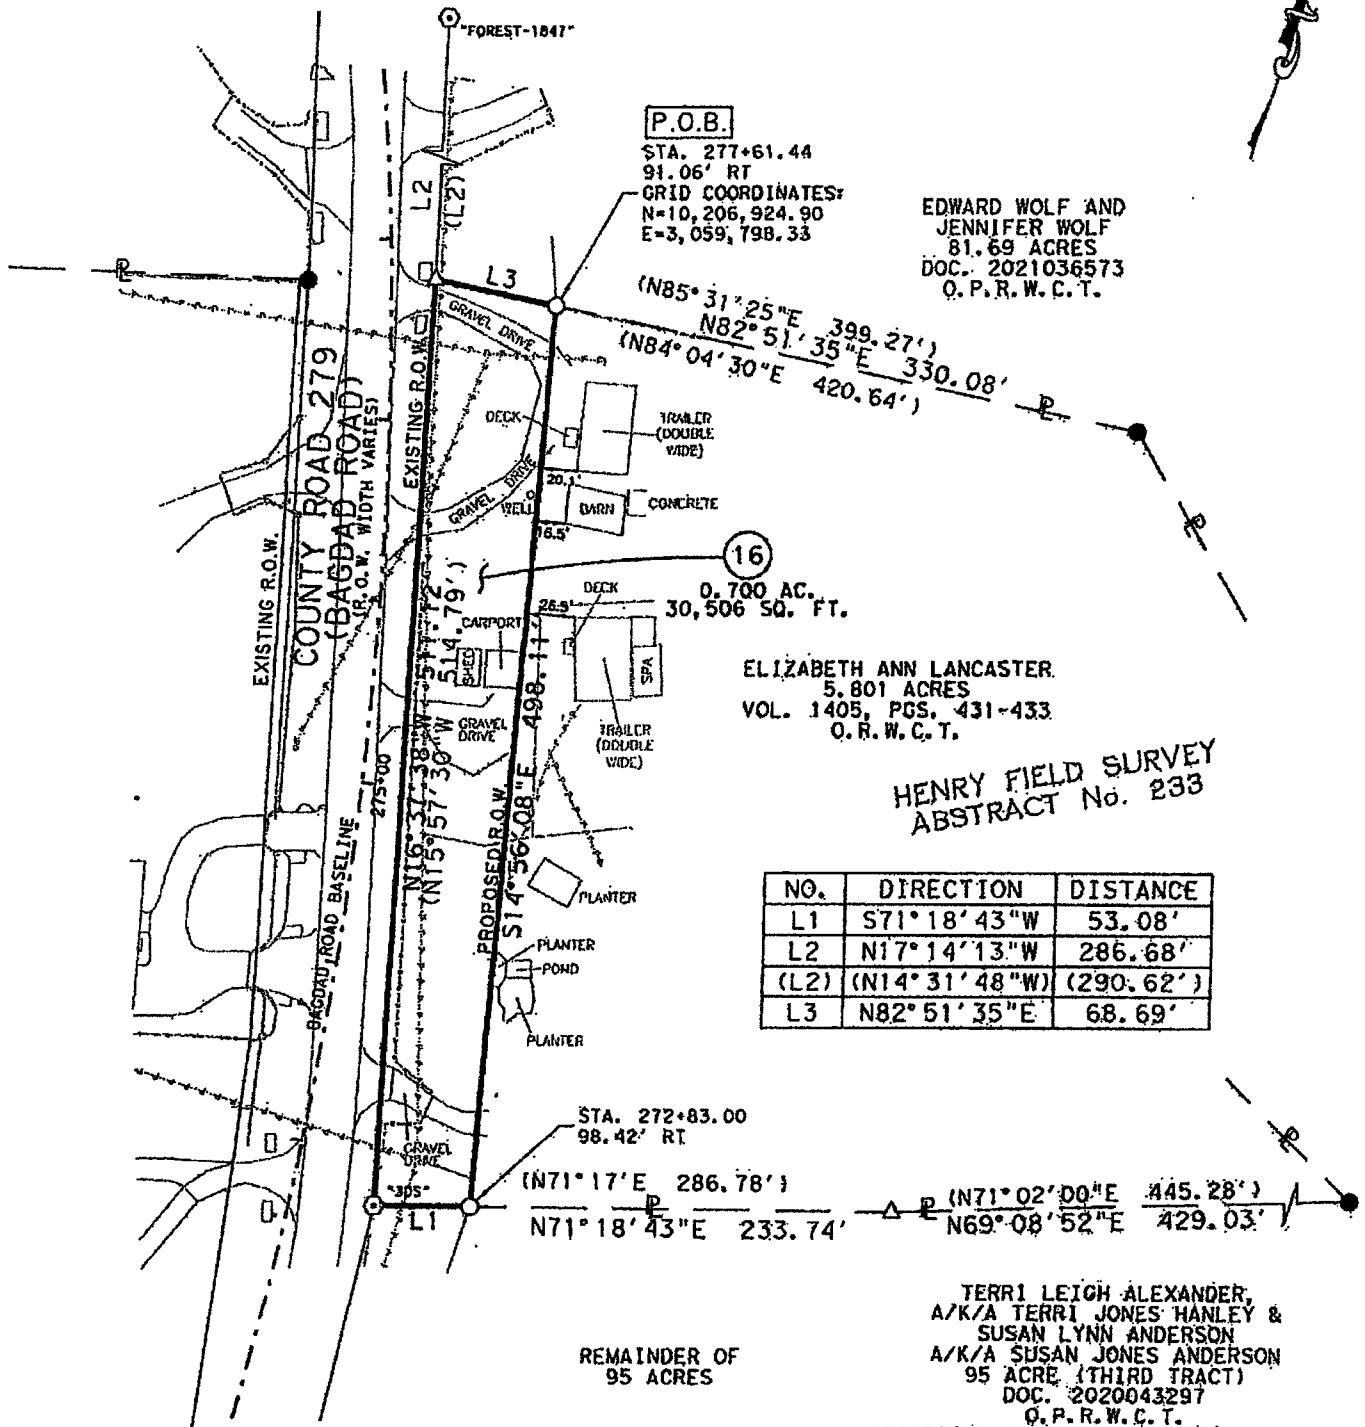 "FOREST-1847"
P.O.B.
STA. 277+61.44
91.06' RT
GRID COORDINATES:
N=10,206,924.90
E=3,059,798.33
EDWARD WOLF AND
JENNIFER WOLF
81.69 ACRES
DOC. 2021036573
O.P.R.W.C.T.
L2
(L2)
L3
(N85°31'25"E 399.27')
N82°51'35"E 330.08'
(N84°04'30"E 420.64')
GRAVEL DRIVE
EXISTING R.O.W.
COUNTY ROAD 279
(BAGDAD ROAD)
(R.O.W. WIDTH VARIES)
DECK
TRAILER
(DOUBLE
WIDE)
GRAVEL DRIVE
20.1'
WELL
BARN
CONCRETE
16.5'
EXISTING R.O.W.
16
0.700 AC.
30,506 SQ. FT.
DECK
CARPORT
SHED
SPA
TRAILER
(DOUBLE
WIDE)
GRAVEL
DRIVE
ELIZABETH ANN LANCASTER
5.801 ACRES
VOL. 1405, PGS. 431-433
O.R.W.C.T.
(N15°57'30"W 514.79')
PROPOSED R.O.W.
S14°56'08"E 498.11'
275+00
BAGDAD ROAD BASELINE
HENRY FIELD SURVEY
ABSTRACT No. 233
NO. DIRECTION DISTANCE
L1 S71°18'43"W 53.08'
L2 N17°14'13"W 286.68'
(L2) (N14°31'48"W) (290.62')
L3 N82°51'35"E 68.69'
PLANTER
PLANTER
POND
PLANTER
STA. 272+83.00
98.42' RT
GRAVEL
DRIVE
"3DS"
L1
(N71°17'E 286.78')
N71°18'43"E 233.74'
(N71°02'00"E 445.28')
N69°08'52"E 429.03'
REMAINDER OF
95 ACRES
TERRI LEIGH ALEXANDER,
A/K/A TERRI JONES HANLEY &
SUSAN LYNN ANDERSON
A/K/A SUSAN JONES ANDERSON
95 ACRE (THIRD TRACT)
DOC. 2020043297
O.P.R.W.C.T.